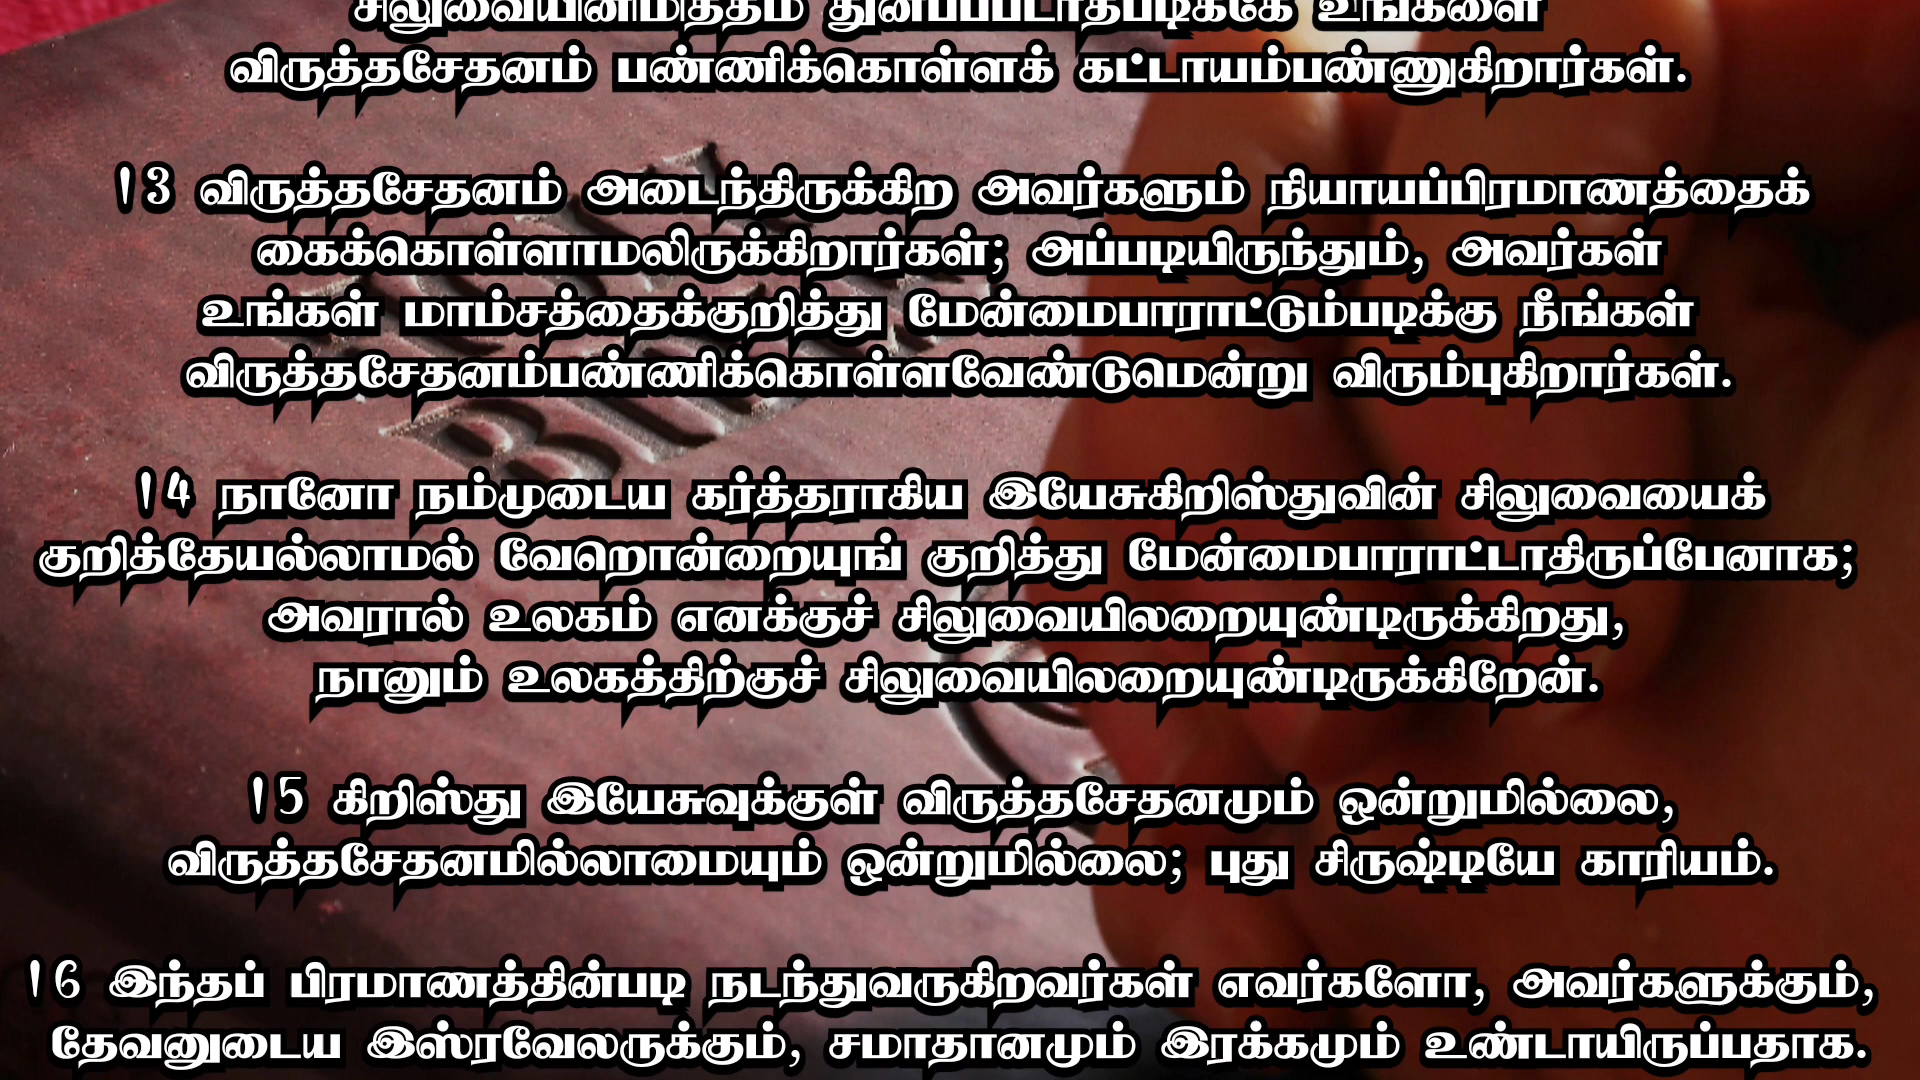 சிலுவையினிமித்தம் துன்பப்படாதபடிக்கே உங்களை
விருத்தசேதனம் பண்ணிக்கொள்ளக் கட்டாயம்பண்ணுகிறார்கள்.
13 விருத்தசேதனம் அடைந்திருக்கிற அவர்களும் நியாயப்பிரமாணத்தைக்
கைக்கொள்ளாமலிருக்கிறார்கள்; அப்படியிருந்தும், அவர்கள்
உங்கள் மாம்சத்தைக்குறித்து மேன்மைபாராட்டும்படிக்கு நீங்கள்
விருத்தசேதனம்பண்ணிக்கொள்ளவேண்டுமென்று விரும்புகிறார்கள்.
14 நானோ நம்முடைய கர்த்தராகிய இயேசுகிறிஸ்துவின் சிலுவையைக்
குறித்தேயல்லாமல் வேறொன்றையுங் குறித்து மேன்மைபாராட்டாதிருப்பேனாக;
அவரால் உலகம் எனக்குச் சிலுவையிலறையுண்டிருக்கிறது,
நானும் உலகத்திற்குச் சிலுவையிலறையுண்டிருக்கிறேன்.
15 கிறிஸ்து இயேசுவுக்குள் விருத்தசேதனமும் ஒன்றுமில்லை,
விருத்தசேதனமில்லாமையும் ஒன்றுமில்லை; புது சிருஷ்டியே காரியம்.
16 இந்தப் பிரமாணத்தின்படி நடந்துவருகிறவர்கள் எவர்களோ, அவர்களுக்கும்,
தேவனுடைய இஸ்ரவேலருக்கும், சமாதானமும் இரக்கமும் உண்டாயிருப்பதாக.